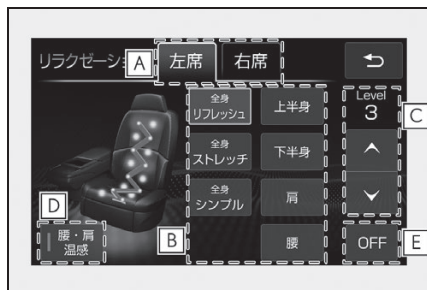 リラクゼーショ
A
左席
右席
全身
リフレッシュ
上半身
Level
3
C
全身
ストレッチ
下半身
全身
シンプル
肩
D
腰・肩
温感
B
腰
OFF
E